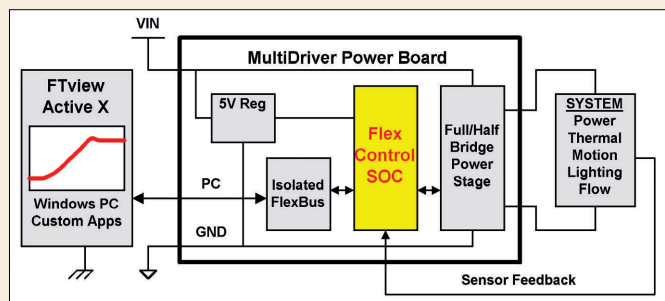 VIN
MultiDriver Power Board
FTview
Active X
Windows PC
Custom Apps
5V Reg
Flex
Control
SOC
Full/Half
Bridge
Power
Stage
SYSTEM
Power
Thermal
Motion
Lighting
Flow
PC
Isolated
FlexBus
GND
Sensor Feedback